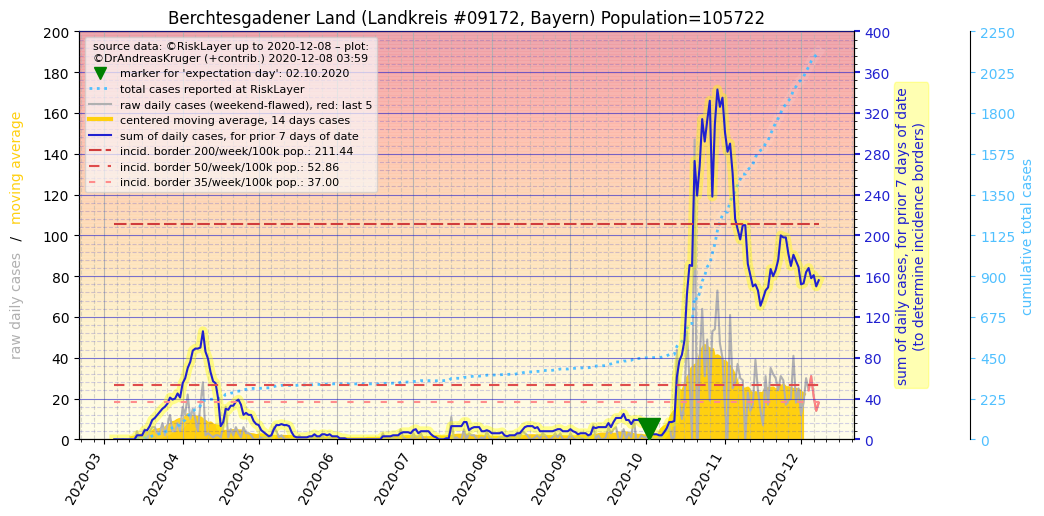 Berchtesgadener Land (Landkreis #09172, Bayern) Population=105722
source data: ©RiskLayer up to 2020-12-08 – plot:
©DrAndreasKruger (+contrib.) 2020-12-08 03:59
marker for 'expectation day': 02.10.2020
total cases reported at RiskLayer
raw daily cases (weekend-flawed), red: last 5
centered moving average, 14 days cases
sum of daily cases, for prior 7 days of date
incid. border 200/week/100k pop.: 211.44
incid. border 50/week/100k pop.: 52.86
incid. border 35/week/100k pop.: 37.00
raw daily cases / moving average
200
180
160
140
120
100
80
60
40
20
0
400
360
320
280
240
200
160
120
80
40
0
sum of daily cases, for prior 7 days of date
(to determine incidence borders)
2250
2025
1800
1575
1350
1125
900
675
450
225
0
cumulative total cases
2020-03
2020-04
2020-05
2020-06
2020-07
2020-08
2020-09
2020-10
2020-11
2020-12